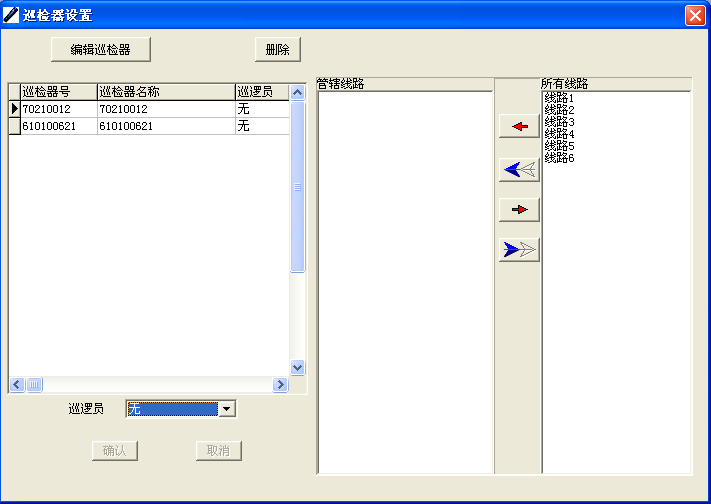 巡检器设置
编辑巡检器 删除
巡检器号 巡检器名称 巡逻员
70210012 70210012 无
610100621 610100621 无
巡逻员 无
确认 取消
管辖线路
所有线路
线路1
线路2
线路3
线路4
线路5
线路6